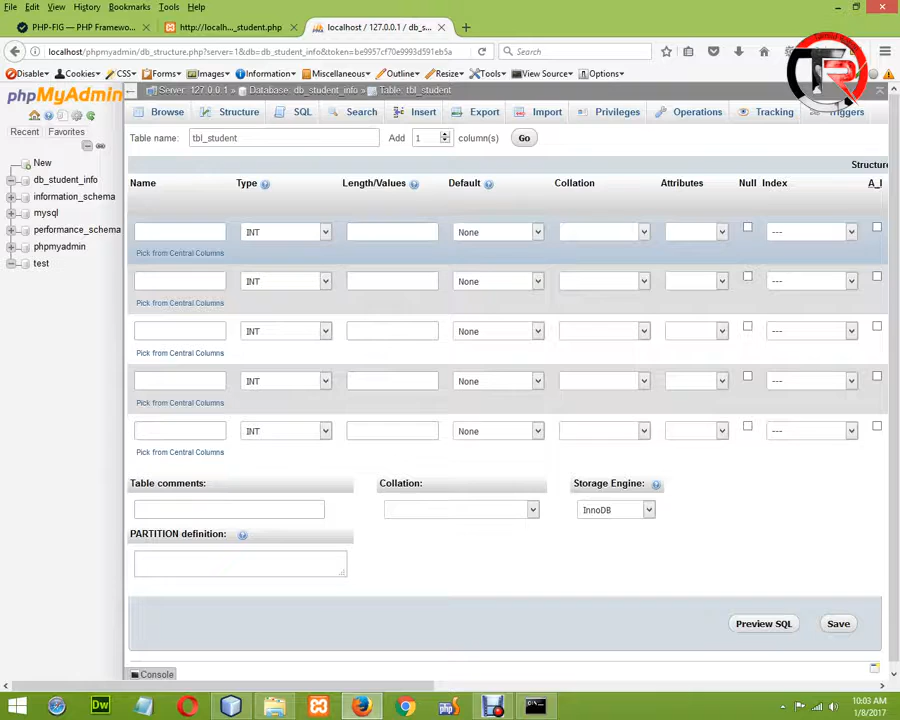 File Edit View History Bookmarks Tools Help
PHP-FIG — PHP Framewo...
http://localh..._student.php
localhost / 127.0.0.1 / db_s...
localhost/phpmyadmin/db_structure.php?server=1&db=db_student_info&token=be9957cf70e9993d591eb5a
Search
Disable Cookies CSS Forms Images Information Miscellaneous Outline Resize Tools View Source Options
phpMyAdmin
Server: 127.0.0.1 » Database: db_student_info » Table: tbl_student
Browse Structure SQL Search Insert Export Import Privileges Operations Tracking Triggers
Recent Favorites
Table name: tbl_student Add 1 column(s) Go
New
db_student_info
information_schema
mysql
performance_schema
phpmyadmin
test
Structure
Name Type Length/Values Default Collation Attributes Null Index A_I
INT None ---
Pick from Central Columns
INT None ---
Pick from Central Columns
INT None ---
Pick from Central Columns
INT None ---
Pick from Central Columns
INT None ---
Pick from Central Columns
Table comments: Collation: Storage Engine:
InnoDB
PARTITION definition:
Preview SQL Save
Console
Dw
php
10:03 AM
1/8/2017